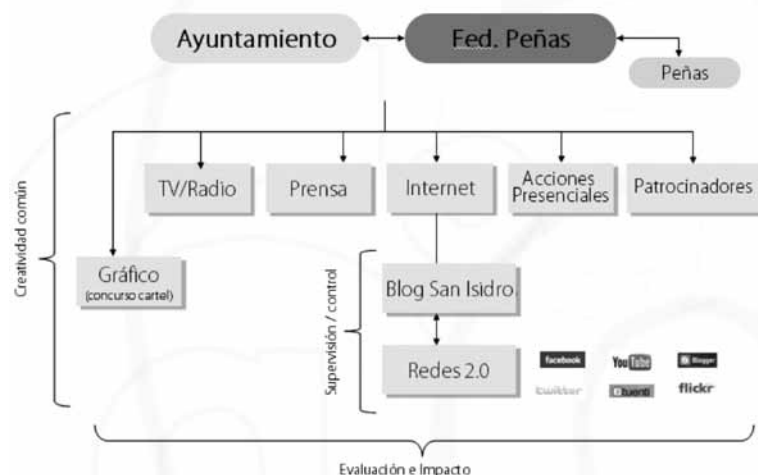 Ayuntamiento
Fed. Peñas
Peñas
Creatividad común
TV/Radio
Prensa
Internet
Acciones
Presenciales
Patrocinadores
Gráfico
(concurso cartel)
Supervisión / control
Blog San Isidro
Redes 2.0
facebook
YouTube
Blogger
twitter
tuenti
flickr
Evaluación e Impacto